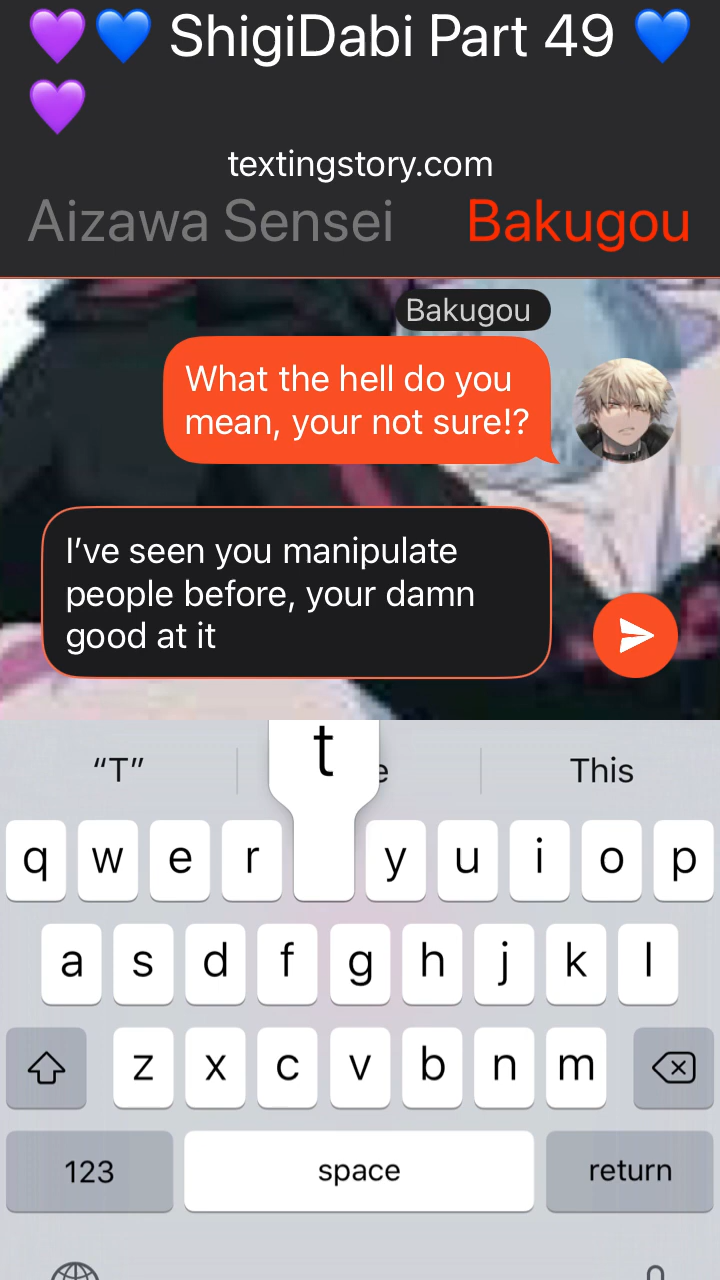 💜💙 ShigiDabi Part 49 💙
💜
textingstory.com
Aizawa Sensei Bakugou
Bakugou
What the hell do you
mean, your not sure!?
I’ve seen you manipulate
people before, your damn
good at it
“T” e This
t
q w e r y u i o p
a s d f g h j k l
z x c v b n m
123 space return